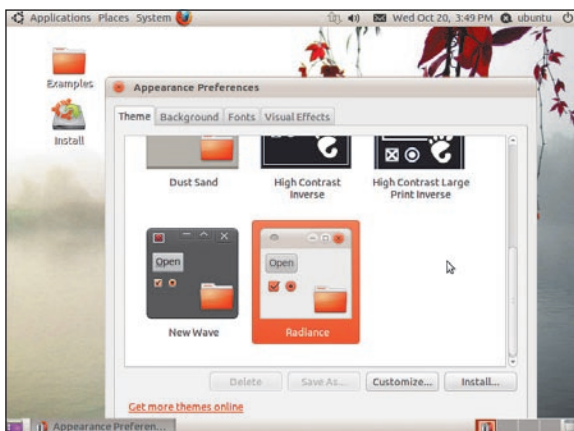 Applications Places System
Wed Oct 20, 3:49 PM ubuntu
Examples
Install
Appearance Preferences
Theme Background Fonts Visual Effects
Dust Sand
High Contrast
Inverse
High Contrast Large
Print Inverse
Open
New Wave
Open
Radiance
Delete Save As... Customize... Install...
Get more themes online
Appearance Preferen...